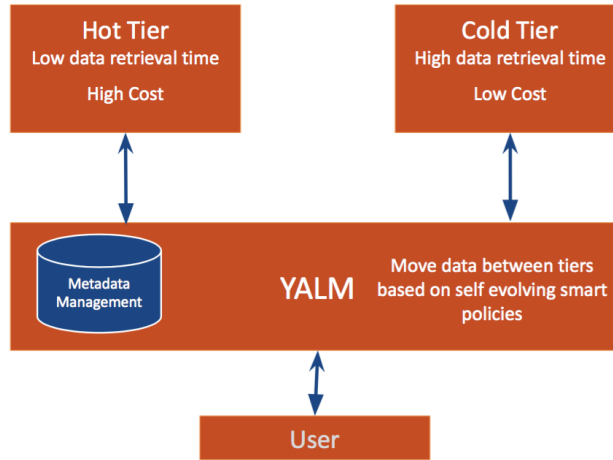 Hot Tier
Low data retrieval time
High Cost
Cold Tier
High data retrieval time
Low Cost
Metadata
Management
YALM
Move data between tiers
based on self evolving smart
policies
User